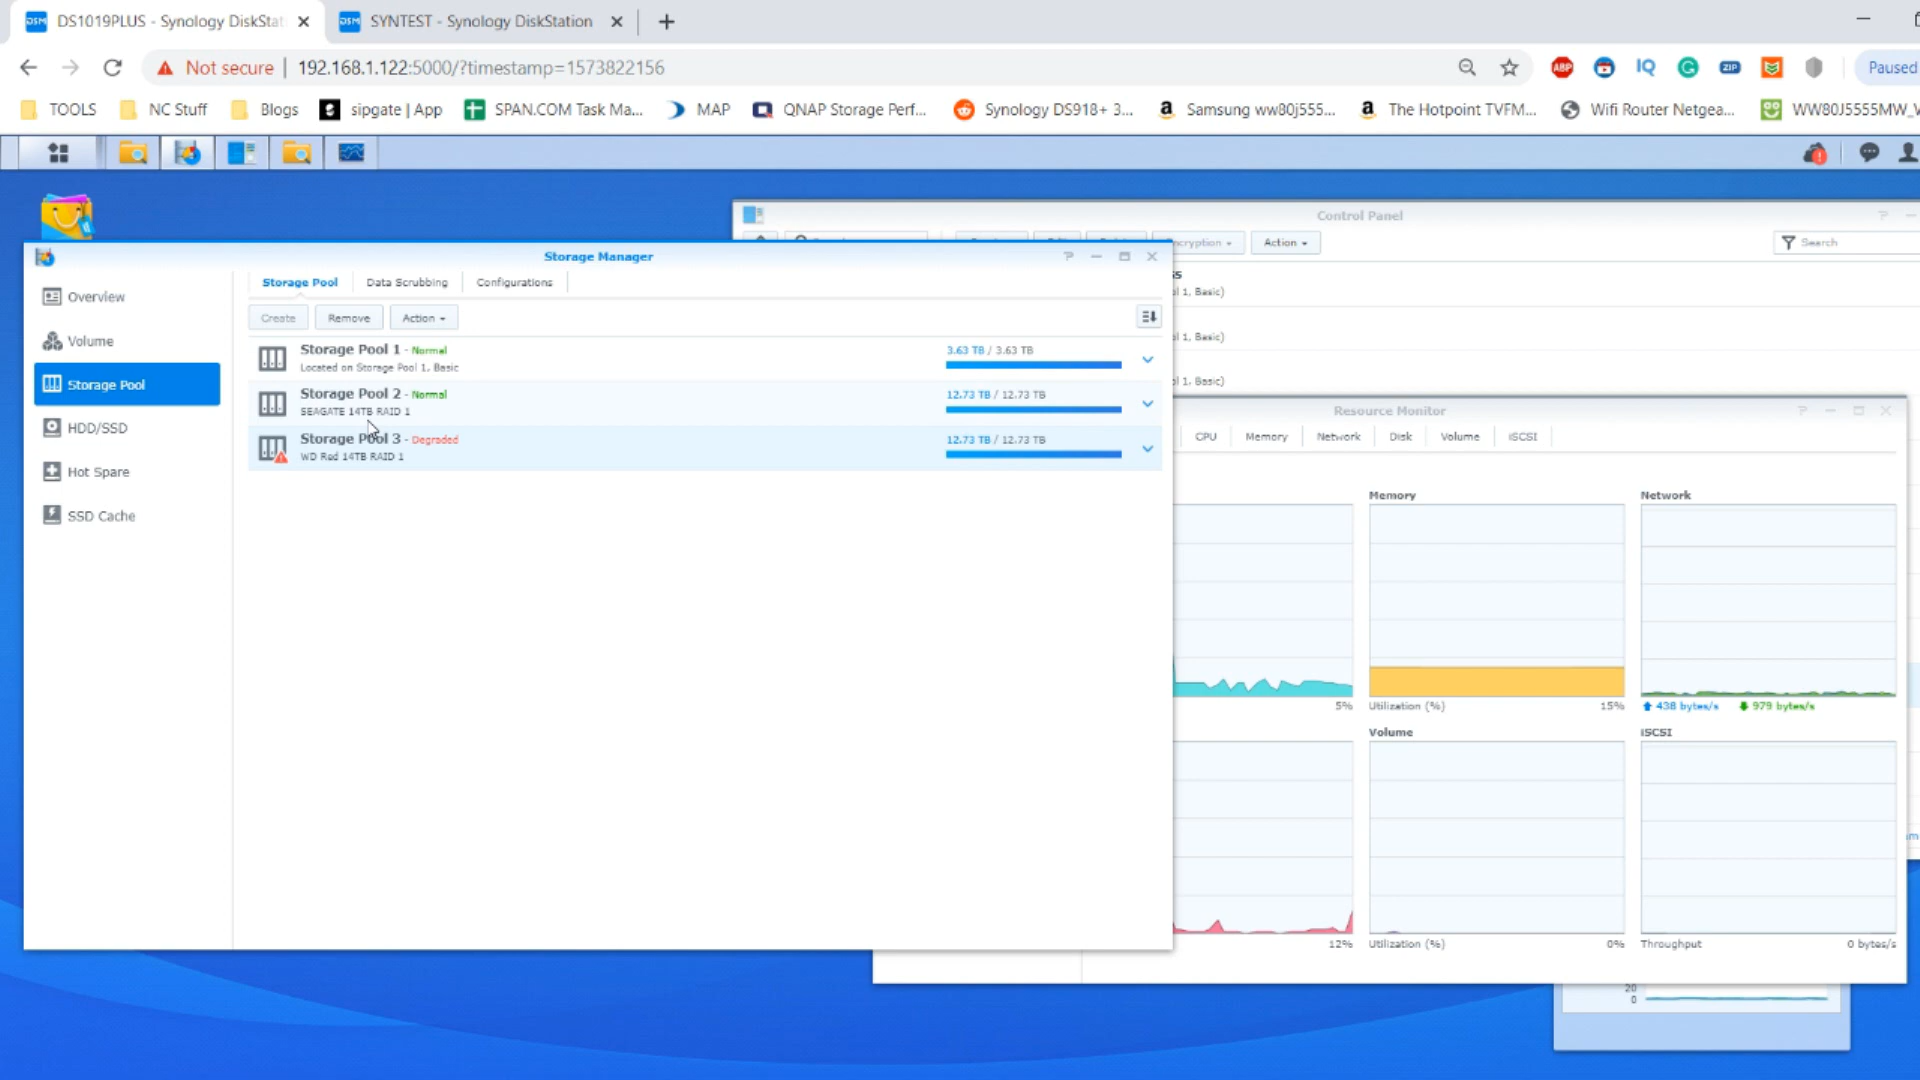 DS1019PLUS - Synology DiskSta
SYNTEST - Synology DiskStation
Not secure
192.168.1.122:5000/?timestamp=1573822156
ABP
IQ
ZIP
Paused
TOOLS
NC Stuff
Blogs
sipgate | App
SPAN.COM Task Ma...
MAP
QNAP Storage Perf...
Synology DS918+ 3...
Samsung ww80j555...
The Hotpoint TVFM...
Wifi Router Netgea...
WW80J5555MW_
Control Panel
Action
Search
Storage Manager
Overview
Volume
Storage Pool
HDD/SSD
Hot Spare
SSD Cache
Storage Pool
Data Scrubbing
Configurations
Create
Remove
Action
Storage Pool 1 - Normal
Located on Storage Pool 1, Basic
3.63 TB / 3.63 TB
Storage Pool 2 - Normal
SEAGATE 14TB RAID 1
12.73 TB / 12.73 TB
Storage Pool 3 - Degraded
WD Red 14TB RAID 1
12.73 TB / 12.73 TB
1, Basic)
1, Basic)
1, Basic)
Resource Monitor
CPU
Memory
Network
Disk
Volume
iSCSI
5%
Memory
Utilization (%)
15%
Network
438 bytes/s
979 bytes/s
12%
Volume
Utilization (%)
0%
iSCSI
Throughput
0 bytes/s
20
0